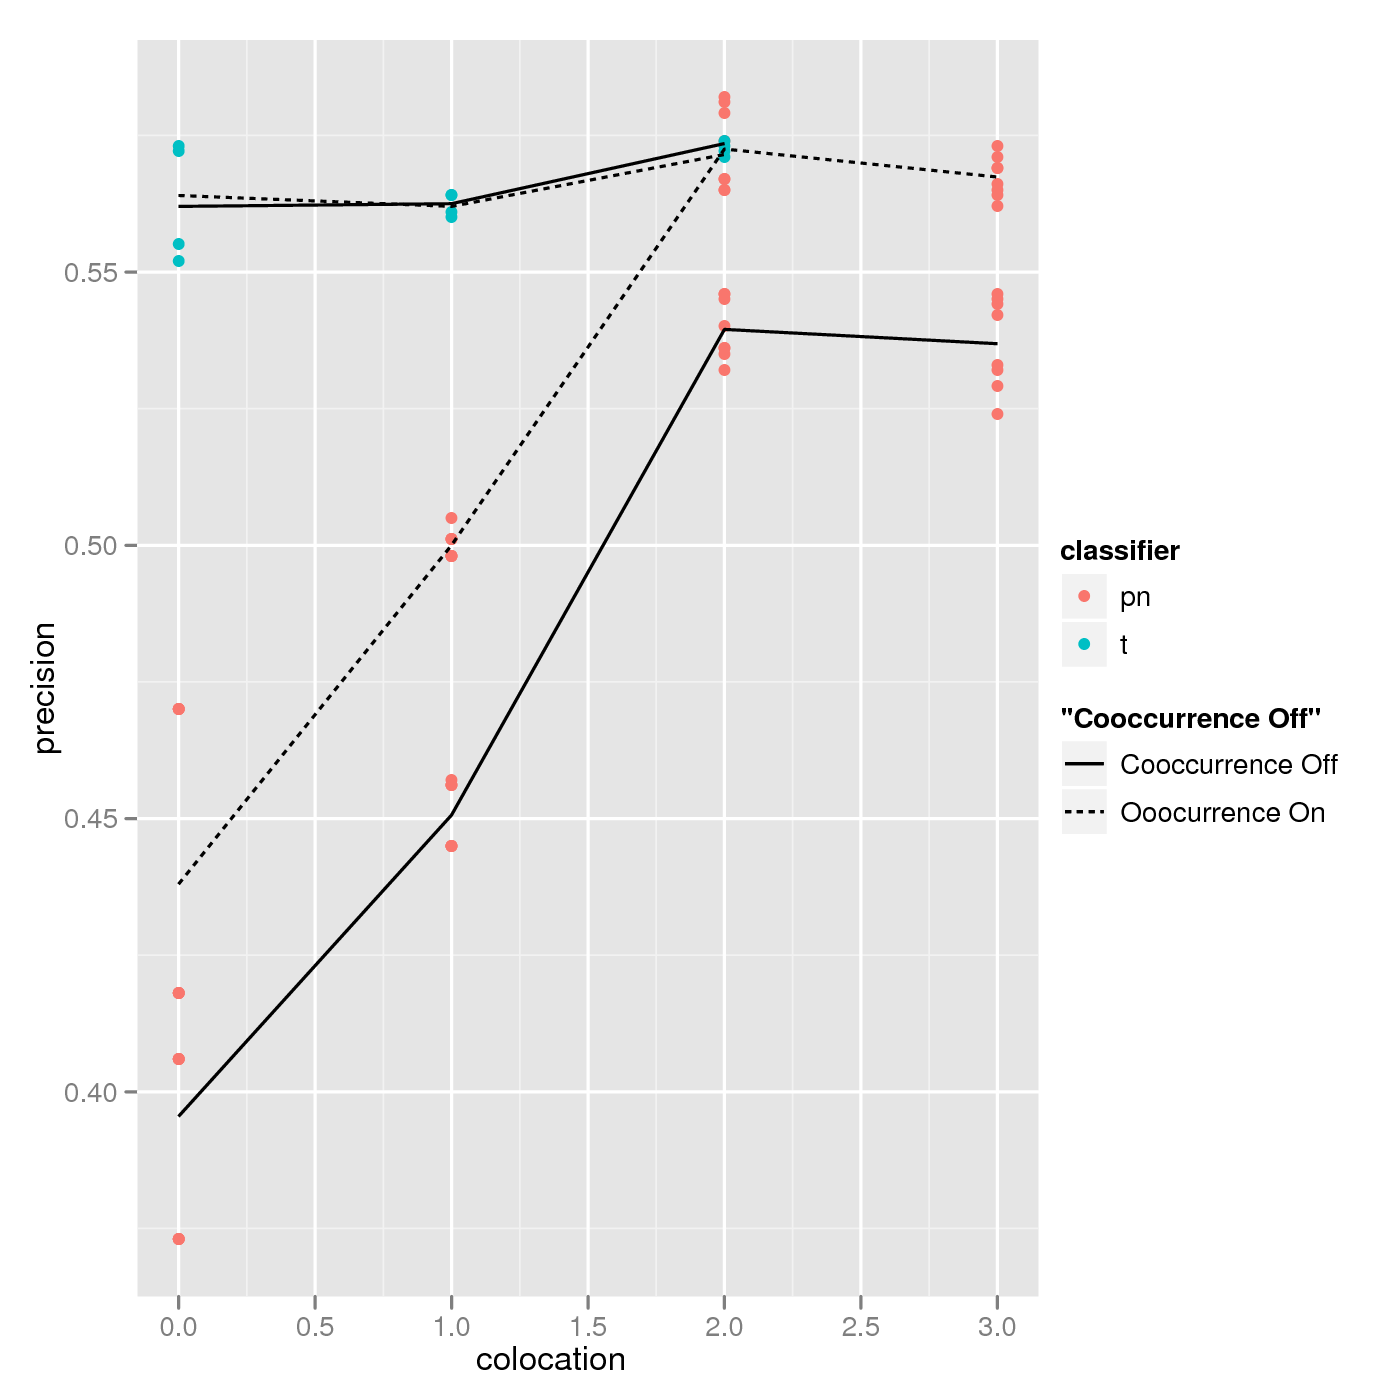 0.55
0.50
0.45
0.40
precision
0.0 0.5 1.0 1.5 2.0 2.5 3.0
colocation
classifier
pn
t
"Cooccurrence Off"
Cooccurrence Off
Ooocurrence On